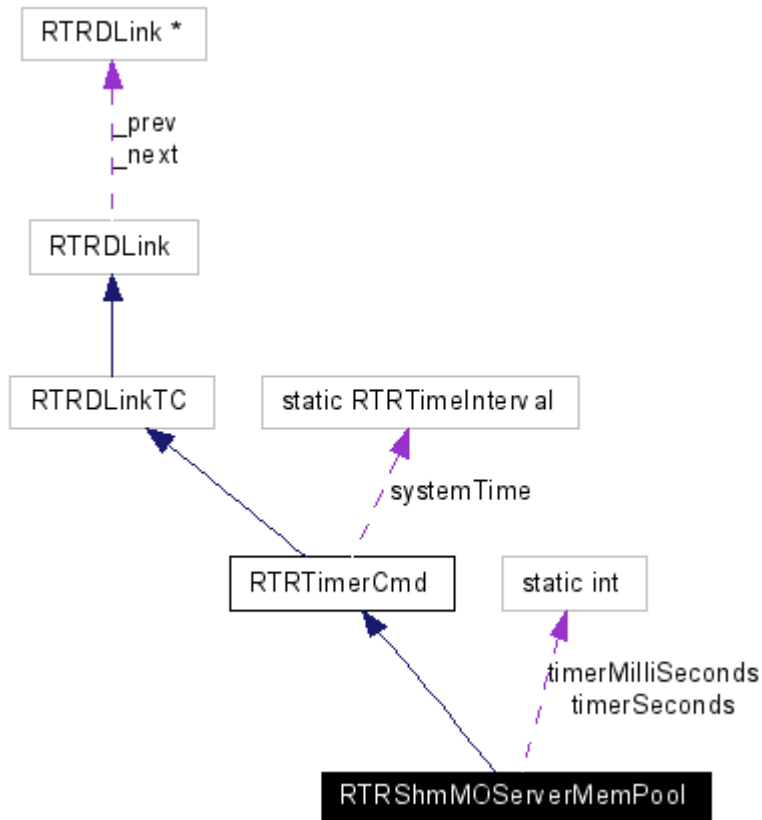 RTRDLink *
_prev
_next
RTRDLink
RTRDLinkTC
static RTRTimeInterval
systemTime
RTRTimerCmd
static int
timerMilliSeconds
timerSeconds
RTRShmMOServerMemPool